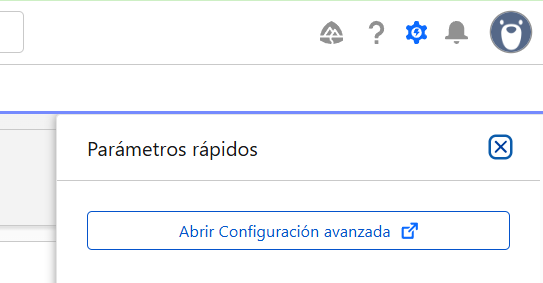 Parámetros rápidos
Abrir Configuración avanzada